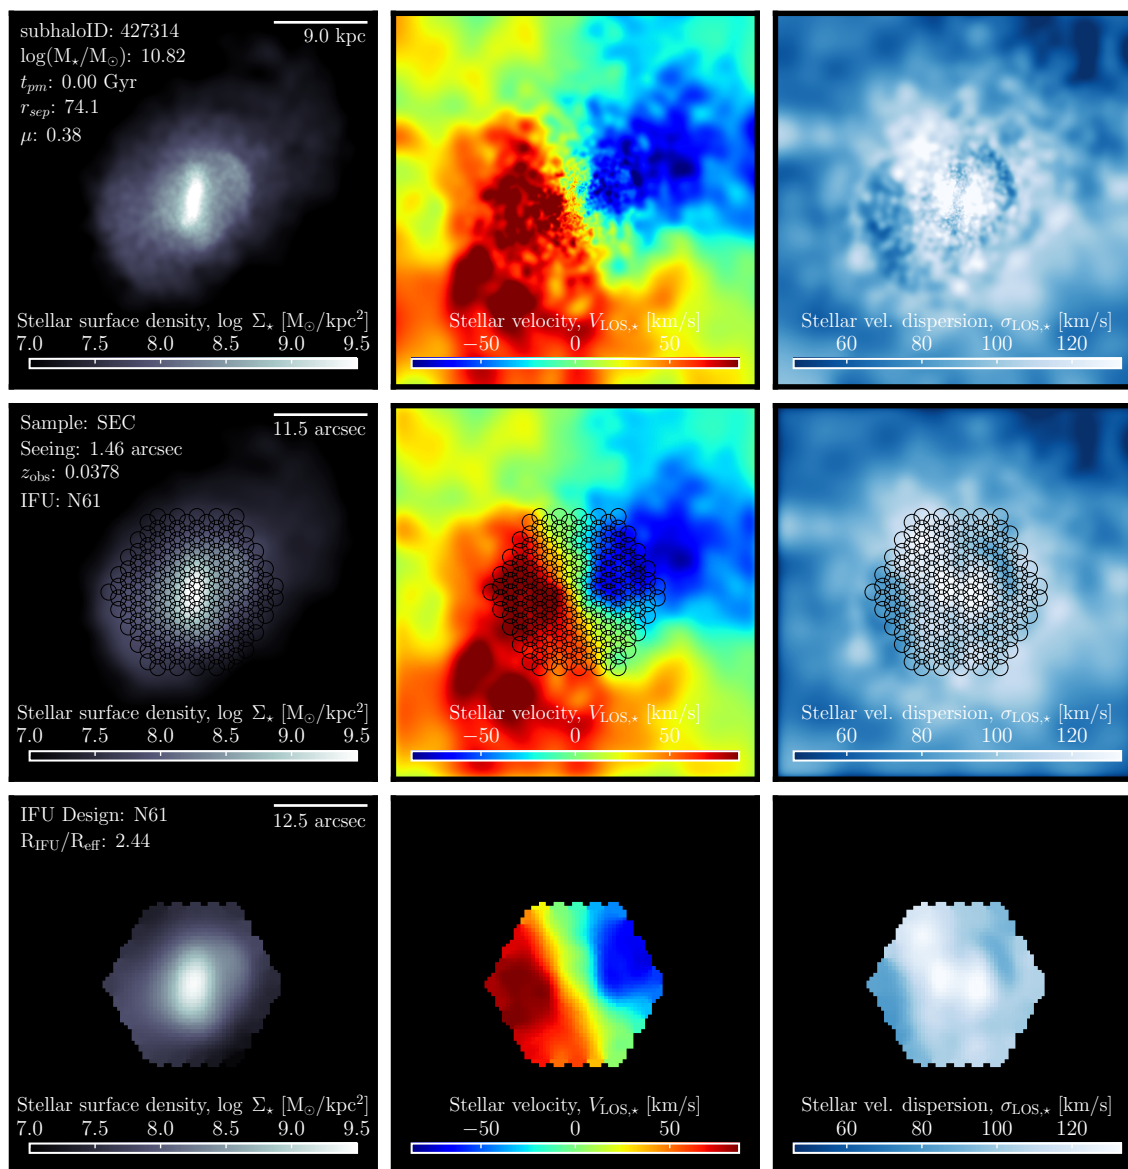 subhaloID: 427314
log(M⋆/M⊙): 10.82
t_pm: 0.00 Gyr
r_sep: 74.1
μ: 0.38
9.0 kpc
Stellar surface density, log Σ⋆ [M⊙/kpc²]
7.0 7.5 8.0 8.5 9.0 9.5
Stellar velocity, V_LOS,⋆ [km/s]
−50 0 50
Stellar vel. dispersion, σ_LOS,⋆ [km/s]
60 80 100 120
Sample: SEC
Seeing: 1.46 arcsec
z_obs: 0.0378
IFU: N61
11.5 arcsec
Stellar surface density, log Σ⋆ [M⊙/kpc²]
7.0 7.5 8.0 8.5 9.0 9.5
Stellar velocity, V_LOS,⋆ [km/s]
−50 0 50
Stellar vel. dispersion, σ_LOS,⋆ [km/s]
60 80 100 120
IFU Design: N61
R_IFU/R_eff: 2.44
12.5 arcsec
Stellar surface density, log Σ⋆ [M⊙/kpc²]
7.0 7.5 8.0 8.5 9.0 9.5
Stellar velocity, V_LOS,⋆ [km/s]
−50 0 50
Stellar vel. dispersion, σ_LOS,⋆ [km/s]
60 80 100 120